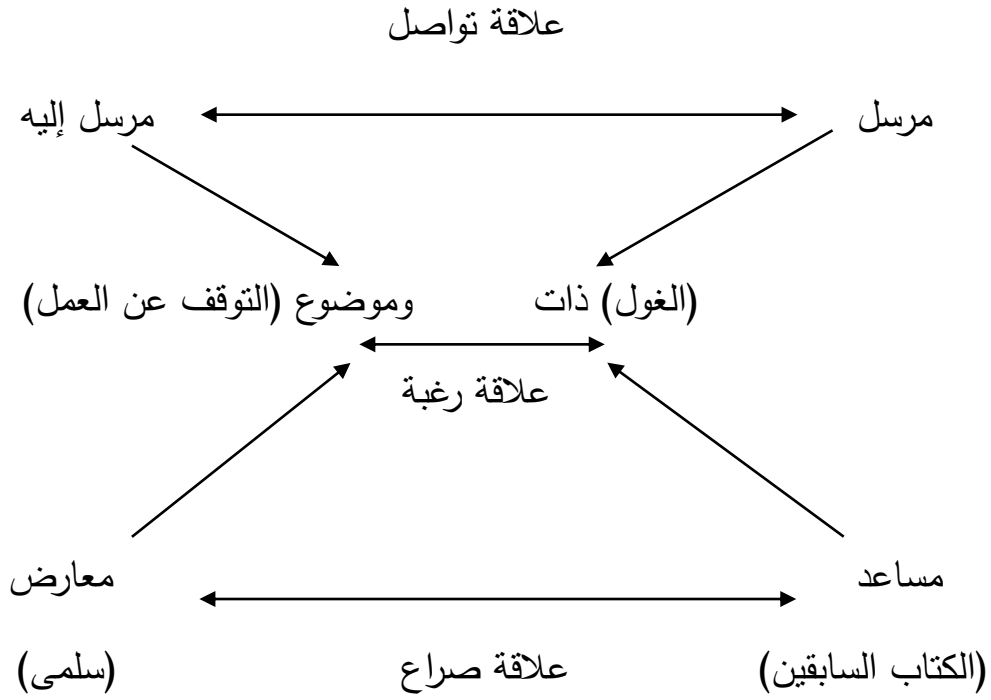 علاقة تواصل
مرسل
مرسل إليه
(الغول) ذات
وموضوع (التوقف عن العمل)
علاقة رغبة
مساعد
معارض
(الكتاب السابقين)
علاقة صراع
(سلمى)